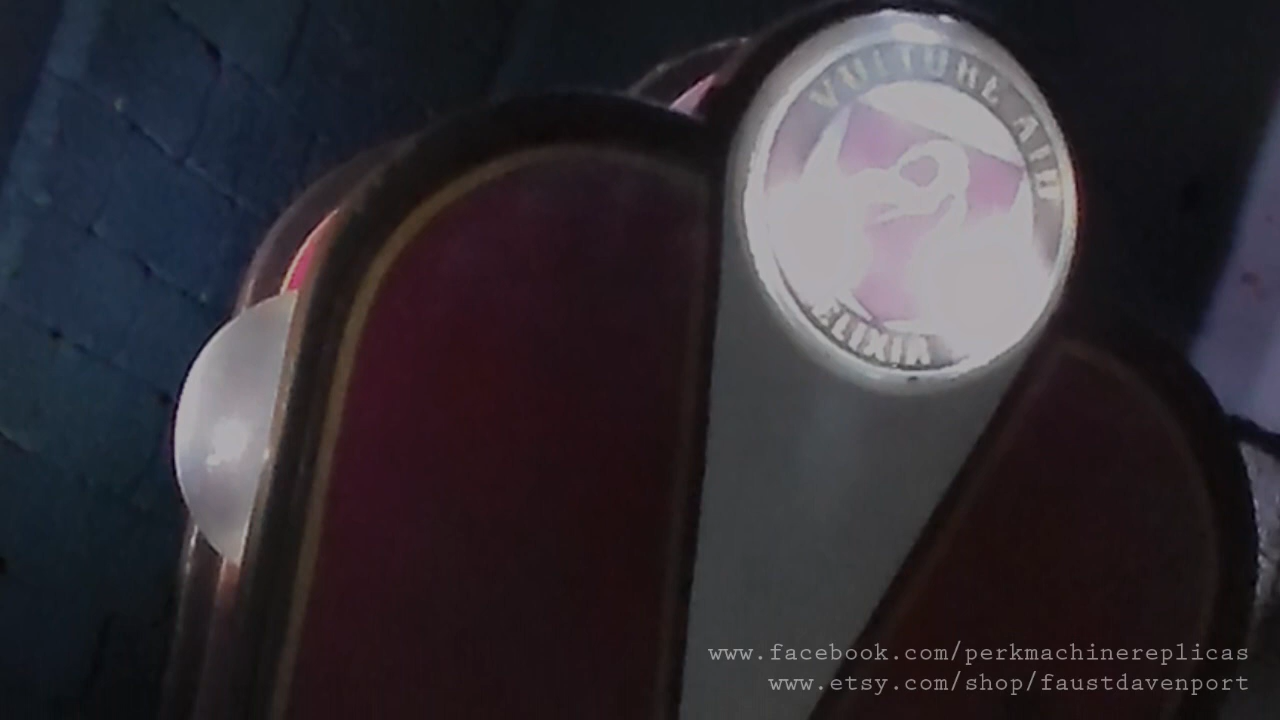 VULTURE AID
ELIXIR
www.facebook.com/perkmachinereplicas
www.etsy.com/shop/faustdavenport